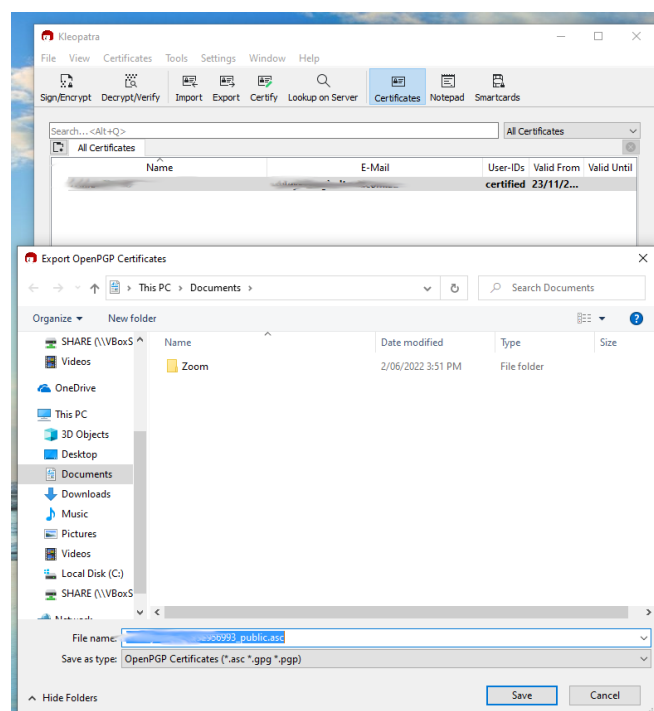 Kleopatra
File View Certificates Tools Settings Window Help
Sign/Encrypt Decrypt/Verify Import Export Certify Lookup on Server Certificates Notepad Smartcards
Search...<Alt+Q> All Certificates
All Certificates
Name E-Mail User-IDs Valid From Valid Until
certified 23/11/2...
Export OpenPGP Certificates
This PC > Documents > Search Documents
Organize New folder
SHARE (\\VBoxS Name Date modified Type Size
Videos Zoom 2/06/2022 3:51 PM File folder
OneDrive
This PC
3D Objects
Desktop
Documents
Downloads
Music
Pictures
Videos
Local Disk (C:)
SHARE (\\VBoxS
File name: 956993_public.asc
Save as type: OpenPGP Certificates (*.asc *.gpg *.pgp)
Hide Folders Save Cancel